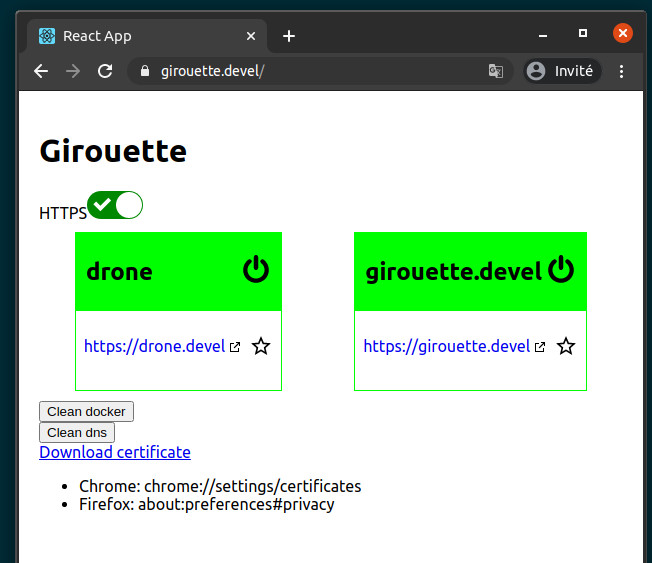 React App
girouette.devel/
Invité
Girouette
HTTPS
drone
girouette.devel
https://drone.devel
https://girouette.devel
Clean docker
Clean dns
Download certificate
Chrome: chrome://settings/certificates
Firefox: about:preferences#privacy